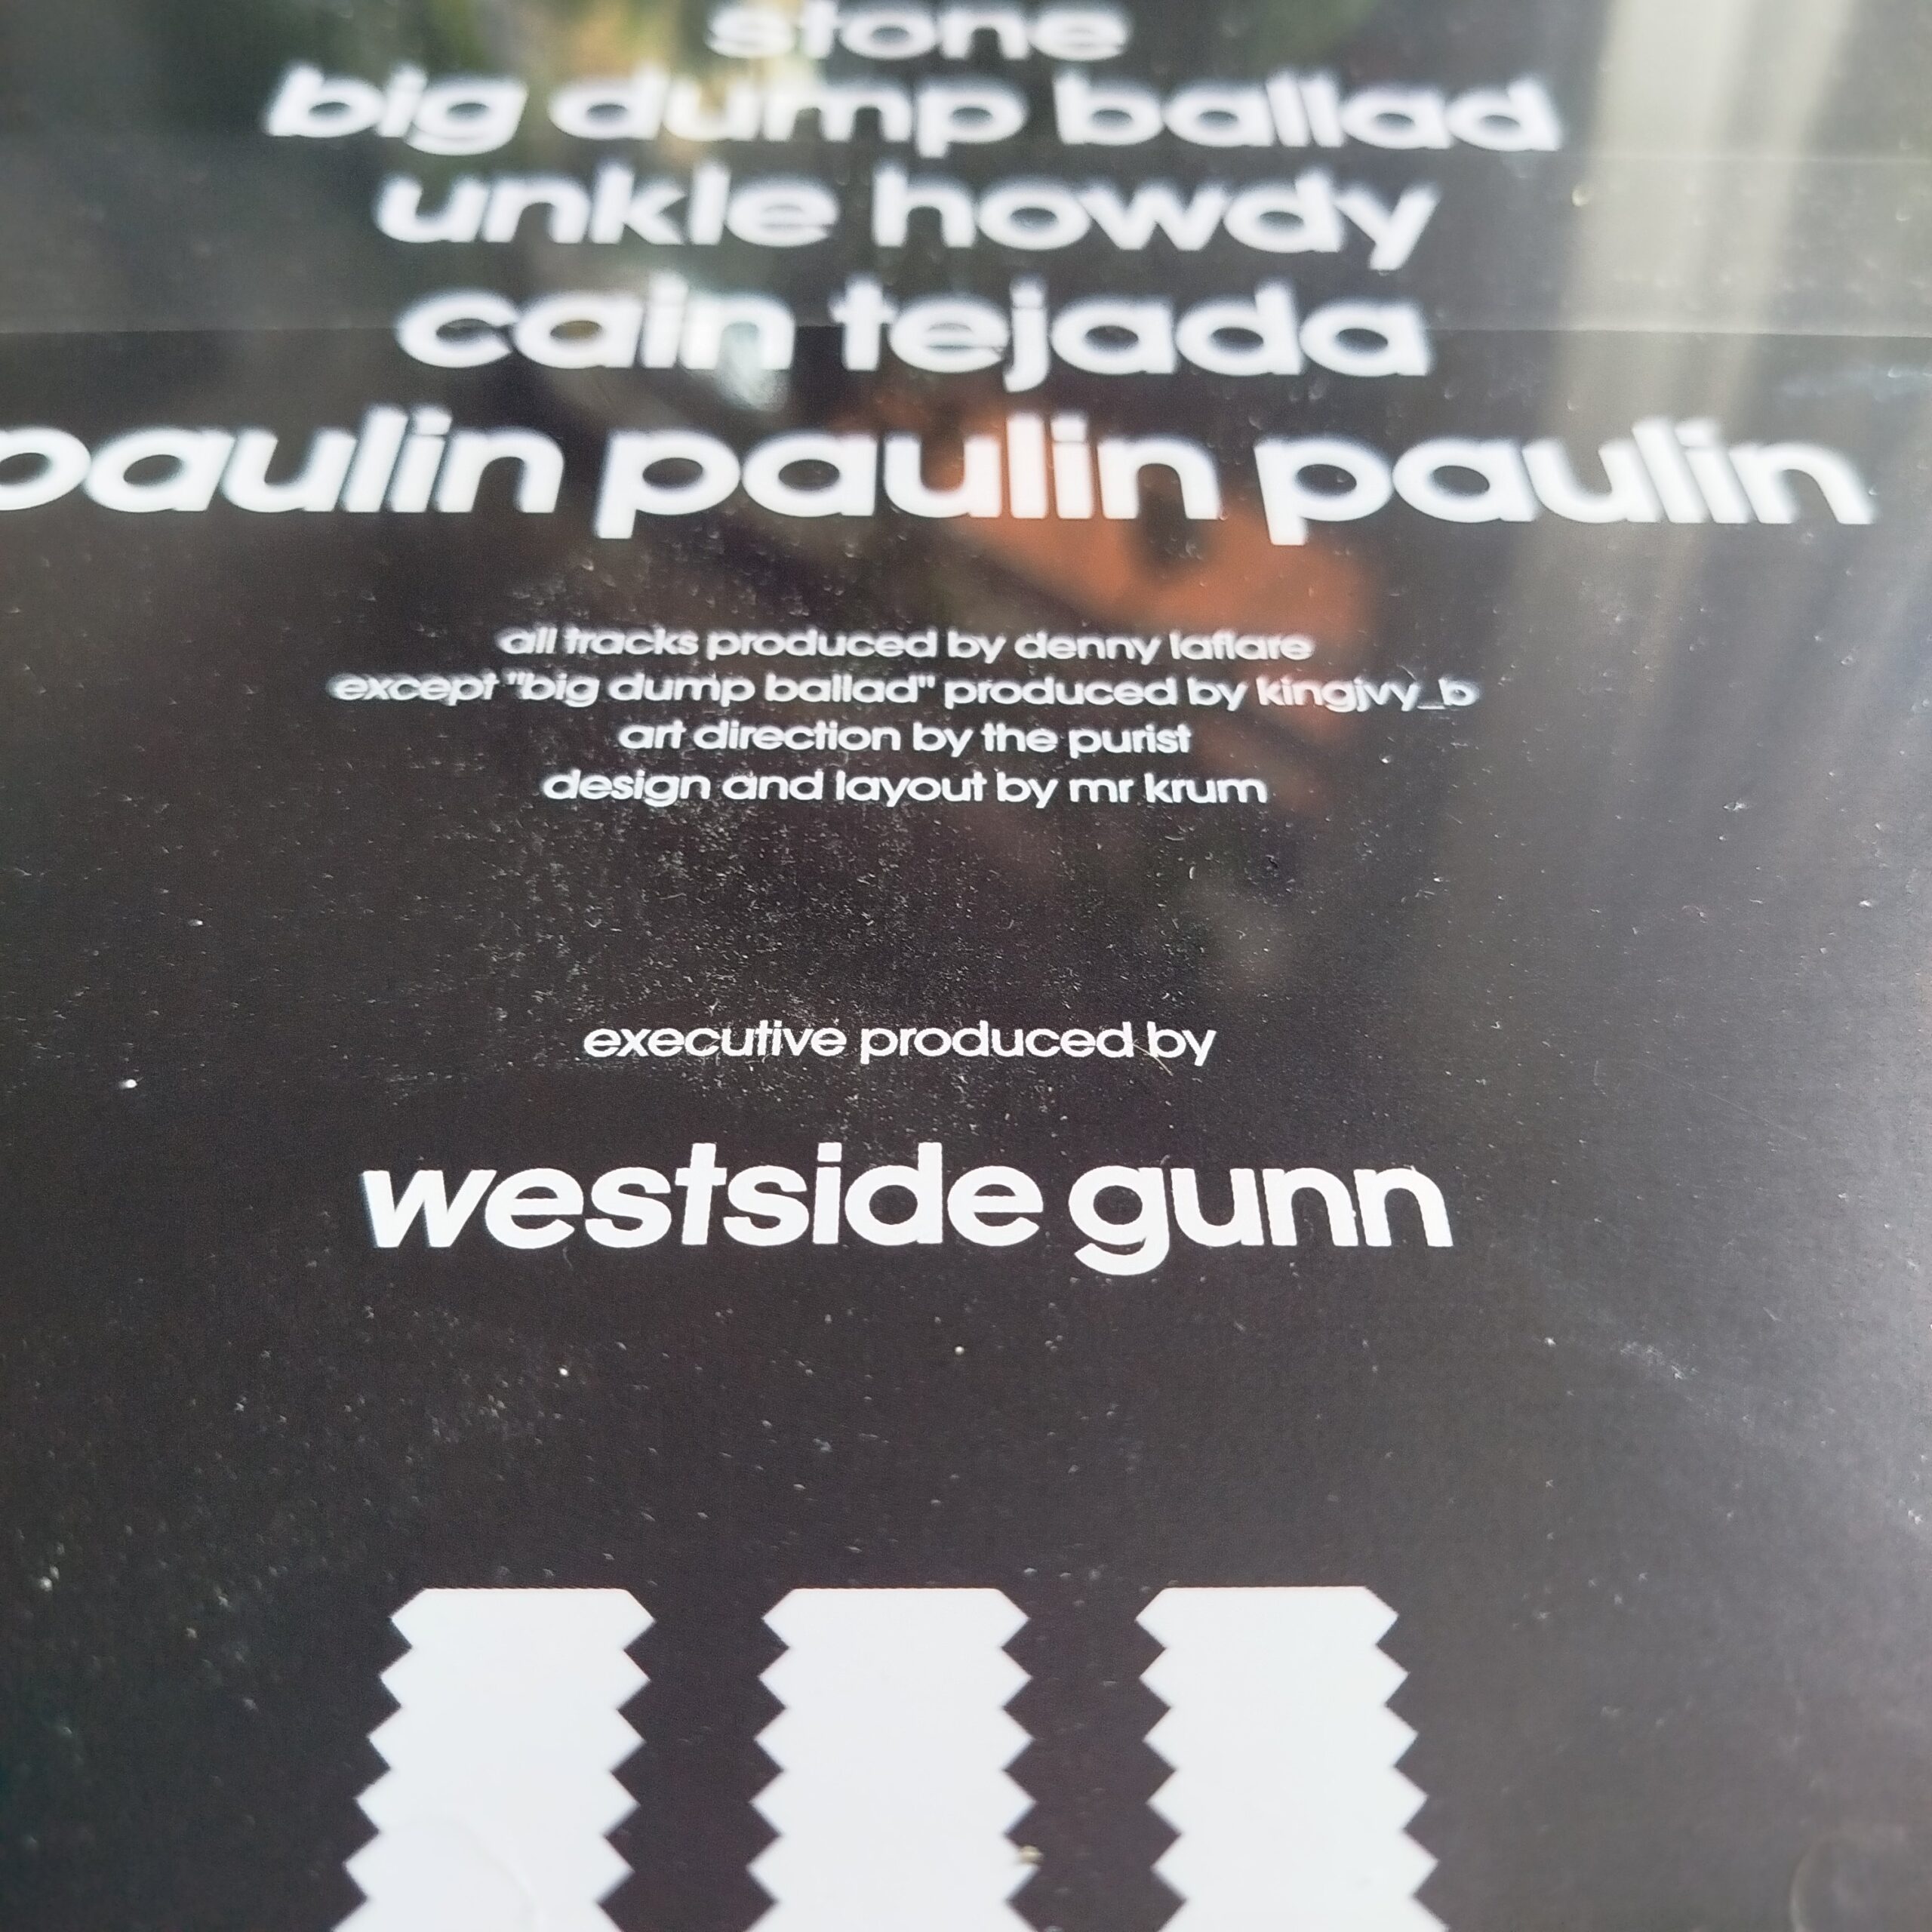 stone
big dump ballad
unkle howdy
cain tejada
paulin paulin paulin
all tracks produced by denny laflare
except "big dump ballad" produced by kingjvy_b
art direction by the purist
design and layout by mr krum
executive produced by
westside gunn